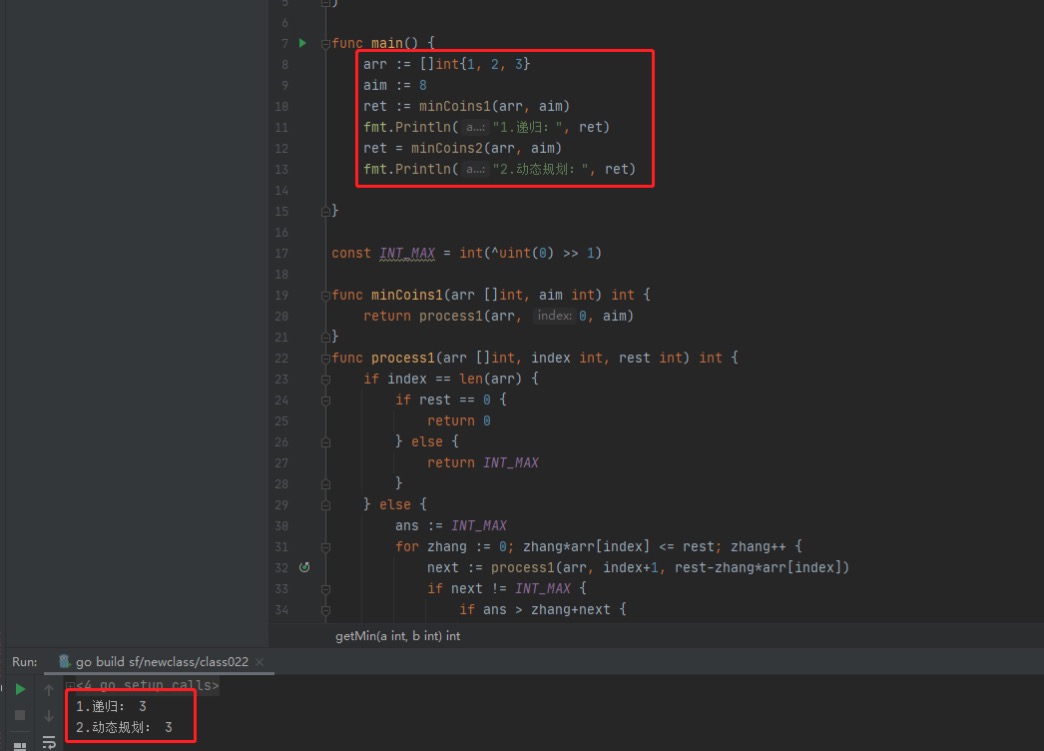 5 }
6
7 func main() {
8 arr := []int{1, 2, 3}
9 aim := 8
10 ret := minCoins1(arr, aim)
11 fmt.Println( a…: "1.递归：", ret)
12 ret = minCoins2(arr, aim)
13 fmt.Println( a…: "2.动态规划：", ret)
14
15 }
16
17 const INT_MAX = int(^uint(0) >> 1)
18
19 func minCoins1(arr []int, aim int) int {
20 return process1(arr, index: 0, aim)
21 }
22 func process1(arr []int, index int, rest int) int {
23 if index == len(arr) {
24 if rest == 0 {
25 return 0
26 } else {
27 return INT_MAX
28 }
29 } else {
30 ans := INT_MAX
31 for zhang := 0; zhang*arr[index] <= rest; zhang++ {
32 next := process1(arr, index+1, rest-zhang*arr[index])
33 if next != INT_MAX {
34 if ans > zhang+next {
getMin(a int, b int) int
Run: go build sf/newclass/class022 ×
<4 go setup calls>
1.递归： 3
2.动态规划： 3